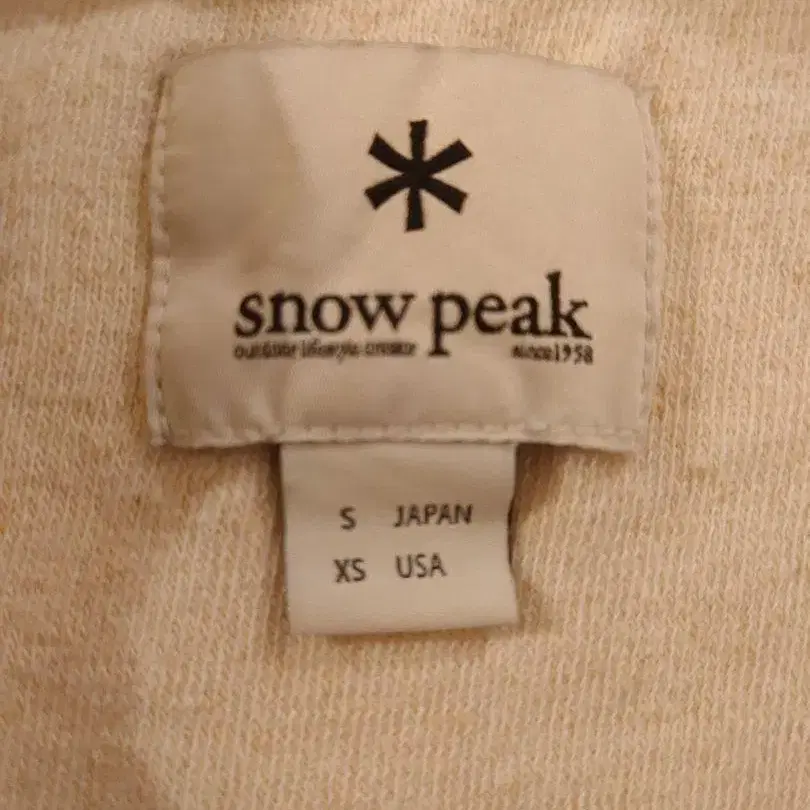 snow peak
outdoor lifestyle creator since1958
S JAPAN
XS USA